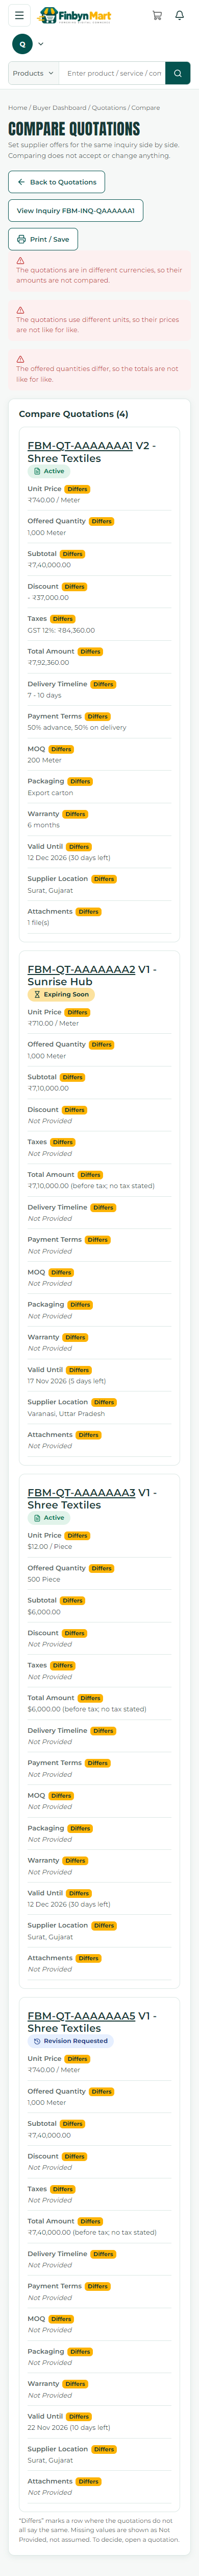 FinbynMart
Q
Products
Enter product / service / con
Home / Buyer Dashboard / Quotations / Compare
COMPARE QUOTATIONS
Set supplier offers for the same inquiry side by side.
Comparing does not accept or change anything.
Back to Quotations
View Inquiry FBM-INQ-QAAAAAA1
Print / Save
The quotations are in different currencies, so their
amounts are not compared.
The quotations use different units, so their prices
are not like for like.
The offered quantities differ, so the totals are not
like for like.
Compare Quotations (4)
FBM-QT-AAAAAAA1 V2 -
Shree Textiles
Active
Unit Price Differs
₹740.00 / Meter
Offered Quantity Differs
1,000 Meter
Subtotal Differs
₹7,40,000.00
Discount Differs
- ₹37,000.00
Taxes Differs
GST 12%: ₹84,360.00
Total Amount Differs
₹7,92,360.00
Delivery Timeline Differs
7 - 10 days
Payment Terms Differs
50% advance, 50% on delivery
MOQ Differs
200 Meter
Packaging Differs
Export carton
Warranty Differs
6 months
Valid Until Differs
12 Dec 2026 (30 days left)
Supplier Location Differs
Surat, Gujarat
Attachments Differs
1 file(s)
FBM-QT-AAAAAAA2 V1 -
Sunrise Hub
Expiring Soon
Unit Price Differs
₹710.00 / Meter
Offered Quantity Differs
1,000 Meter
Subtotal Differs
₹7,10,000.00
Discount Differs
Not Provided
Taxes Differs
Not Provided
Total Amount Differs
₹7,10,000.00 (before tax; no tax stated)
Delivery Timeline Differs
Not Provided
Payment Terms Differs
Not Provided
MOQ Differs
Not Provided
Packaging Differs
Not Provided
Warranty Differs
Not Provided
Valid Until Differs
17 Nov 2026 (5 days left)
Supplier Location Differs
Varanasi, Uttar Pradesh
Attachments Differs
Not Provided
FBM-QT-AAAAAAA3 V1 -
Shree Textiles
Active
Unit Price Differs
$12.00 / Piece
Offered Quantity Differs
500 Piece
Subtotal Differs
$6,000.00
Discount Differs
Not Provided
Taxes Differs
Not Provided
Total Amount Differs
$6,000.00 (before tax; no tax stated)
Delivery Timeline Differs
Not Provided
Payment Terms Differs
Not Provided
MOQ Differs
Not Provided
Packaging Differs
Not Provided
Warranty Differs
Not Provided
Valid Until Differs
12 Dec 2026 (30 days left)
Supplier Location Differs
Surat, Gujarat
Attachments Differs
Not Provided
FBM-QT-AAAAAAA5 V1 -
Shree Textiles
Revision Requested
Unit Price Differs
₹740.00 / Meter
Offered Quantity Differs
1,000 Meter
Subtotal Differs
₹7,40,000.00
Discount Differs
Not Provided
Taxes Differs
Not Provided
Total Amount Differs
₹7,40,000.00 (before tax; no tax stated)
Delivery Timeline Differs
Not Provided
Payment Terms Differs
Not Provided
MOQ Differs
Not Provided
Packaging Differs
Not Provided
Warranty Differs
Not Provided
Valid Until Differs
22 Nov 2026 (10 days left)
Supplier Location Differs
Surat, Gujarat
Attachments Differs
Not Provided
"Differs" marks a row where the quotations do not
all say the same. Missing values are shown as Not
Provided, not assumed. To decide, open a quotation.